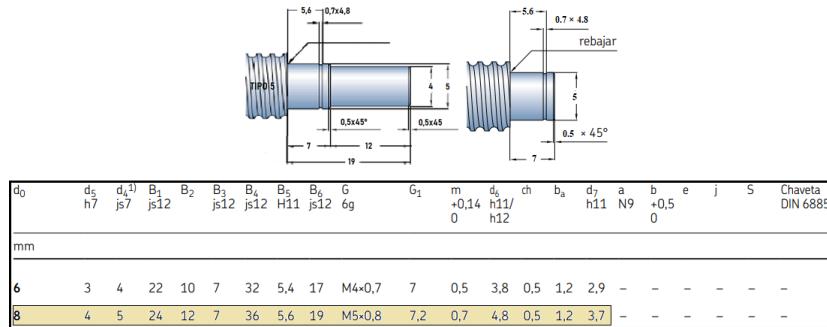 5,6 0,7x4,8
5.6
0.7 × 4.8
rebajar
TIPO 5
4 5
5
0,5x45° 0,5x45
0.5 × 45°
7 12
7
19
d0 d5 d4 1) B1 B2 B3 B4 B5 B6 G G1 m d6 ch ba d7 a b e j S Chaveta
h7 js7 js12 js12 js12 H11 js12 6g +0,14 h11/ h11 N9 +0,5 DIN 6885
0 h12 0
mm
6 3 4 22 10 7 32 5,4 17 M4×0,7 7 0,5 3,8 0,5 1,2 2,9 – – – – – –
8 4 5 24 12 7 36 5,6 19 M5×0,8 7,2 0,7 4,8 0,5 1,2 3,7 – – – – – –